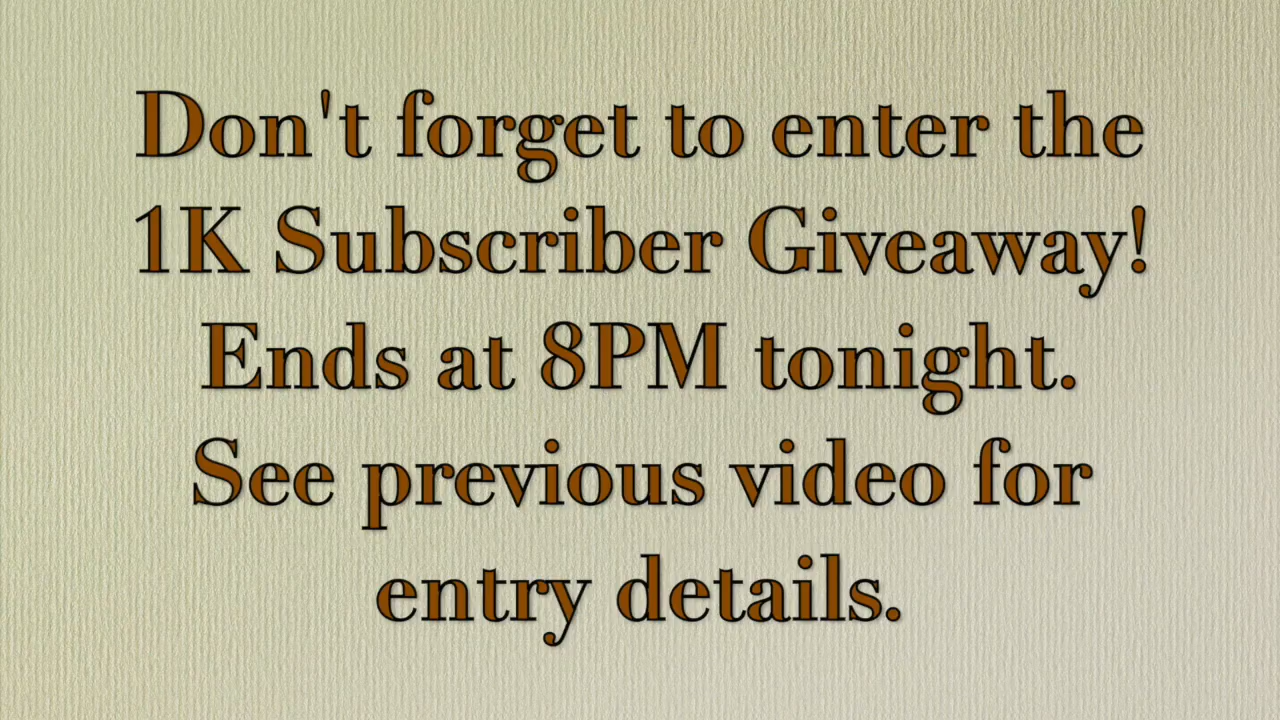 Don't forget to enter the
1K Subscriber Giveaway!
Ends at 8PM tonight.
See previous video for
entry details.